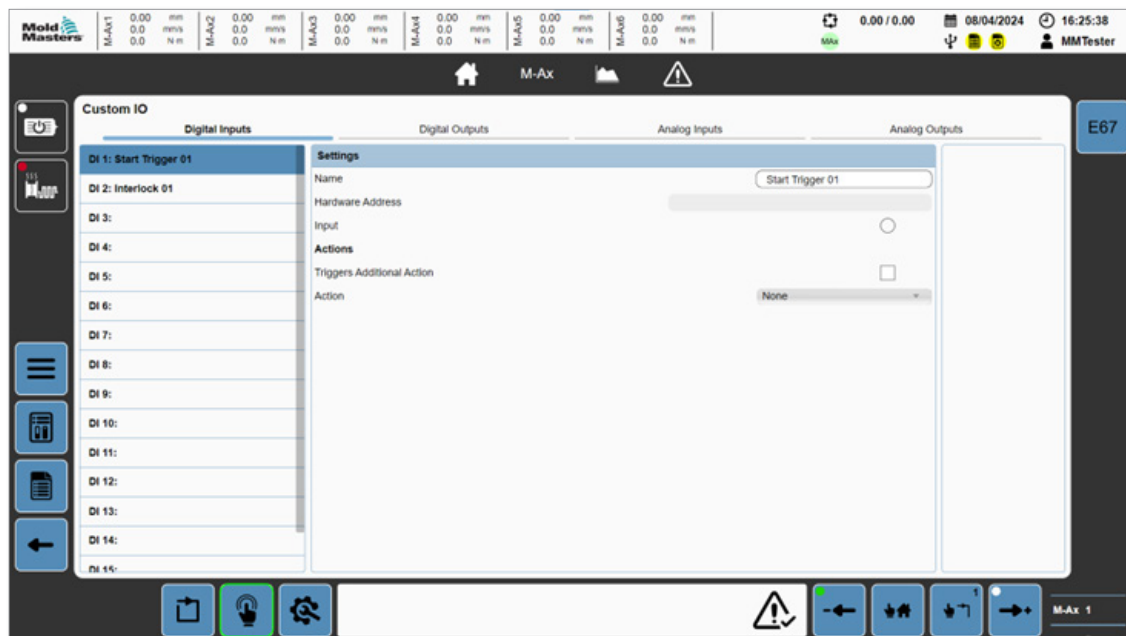 Mold Masters
M-Ax1 0.00 mm 0.0 mm/s 0.0 N·m
M-Ax2 0.00 mm 0.0 mm/s 0.0 N·m
M-Ax3 0.00 mm 0.0 mm/s 0.0 N·m
M-Ax4 0.00 mm 0.0 mm/s 0.0 N·m
M-Ax5 0.00 mm 0.0 mm/s 0.0 N·m
M-Ax6 0.00 mm 0.0 mm/s 0.0 N·m
MAx
0.00 / 0.00
08/04/2024
16:25:38
MMTester
M-Ax
E67
Custom IO
Digital Inputs Digital Outputs Analog Inputs Analog Outputs
DI 1: Start Trigger 01
DI 2: Interlock 01
DI 3:
DI 4:
DI 5:
DI 6:
DI 7:
DI 8:
DI 9:
DI 10:
DI 11:
DI 12:
DI 13:
DI 14:
DI 15:
Settings
Name Start Trigger 01
Hardware Address
Input
Actions
Triggers Additional Action
Action None
1
M-Ax 1